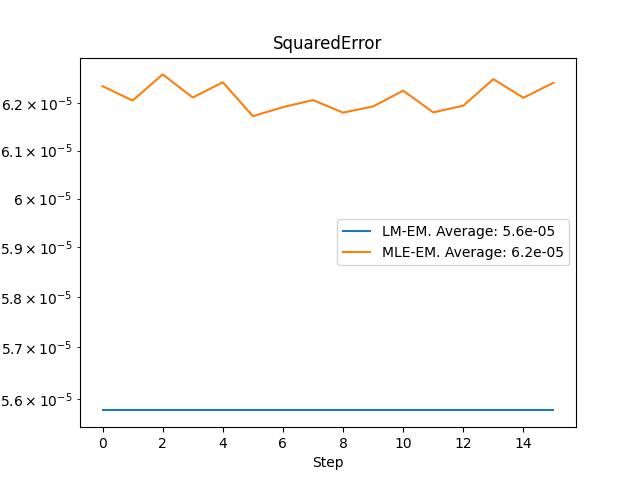 SquaredError
6.2 × 10⁻⁵
6.1 × 10⁻⁵
6 × 10⁻⁵
5.9 × 10⁻⁵
5.8 × 10⁻⁵
5.7 × 10⁻⁵
5.6 × 10⁻⁵
LM-EM. Average: 5.6e-05
MLE-EM. Average: 6.2e-05
0 2 4 6 8 10 12 14
Step